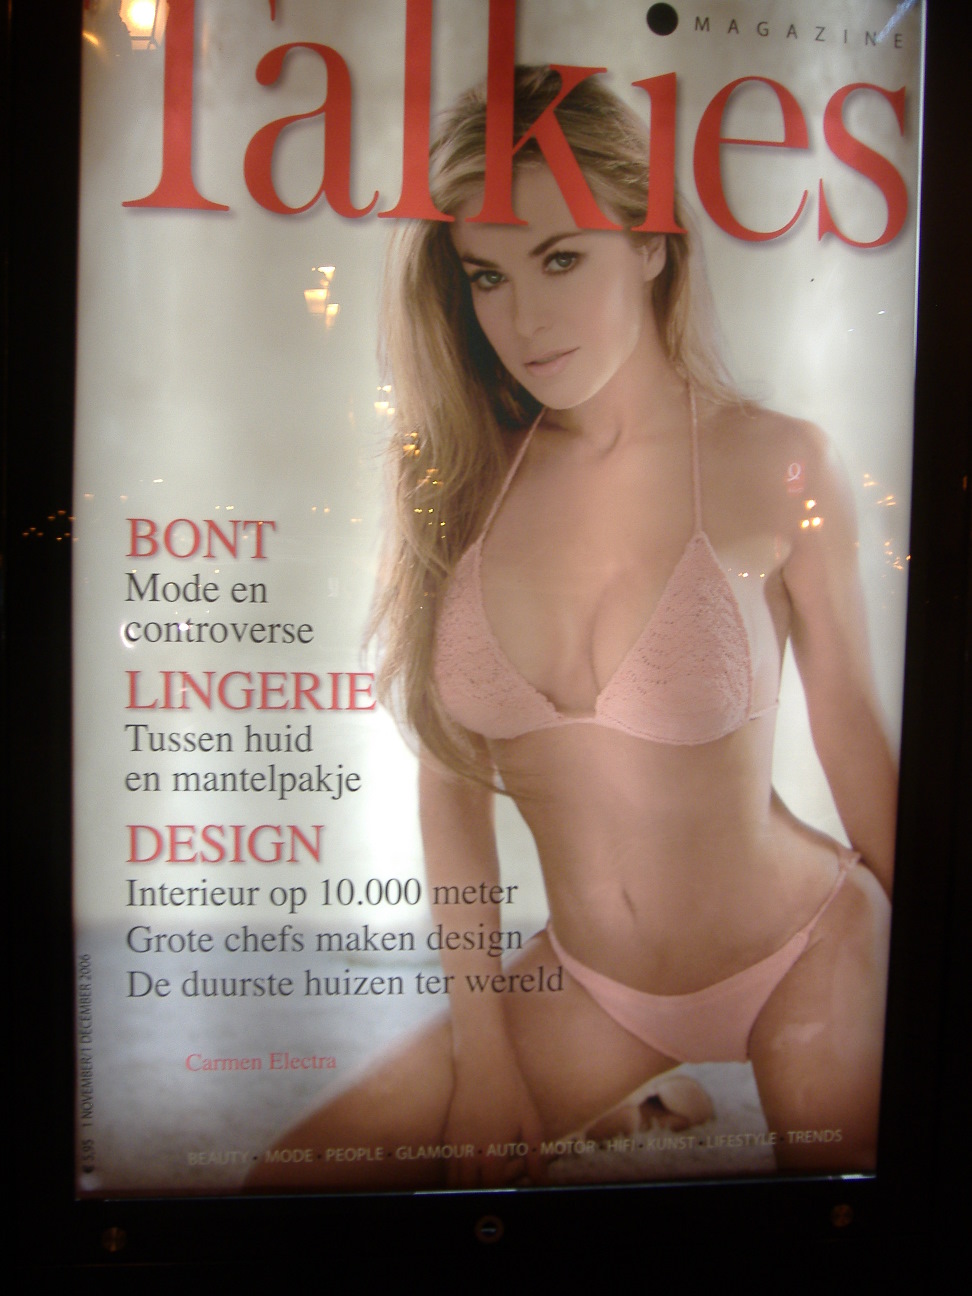 Talkies
MAGAZINE
BONT
Mode en
controverse
LINGERIE
Tussen huid
en mantelpakje
DESIGN
Interieur op 10.000 meter
Grote chefs maken design
De duurste huizen ter wereld
Carmen Electra
BEAUTY · MODE · PEOPLE · GLAMOUR · AUTO · MOTOR · HIFI · KUNST · LIFESTYLE · TRENDS
€ 5,95 1 NOVEMBER/1 DECEMBER 2006